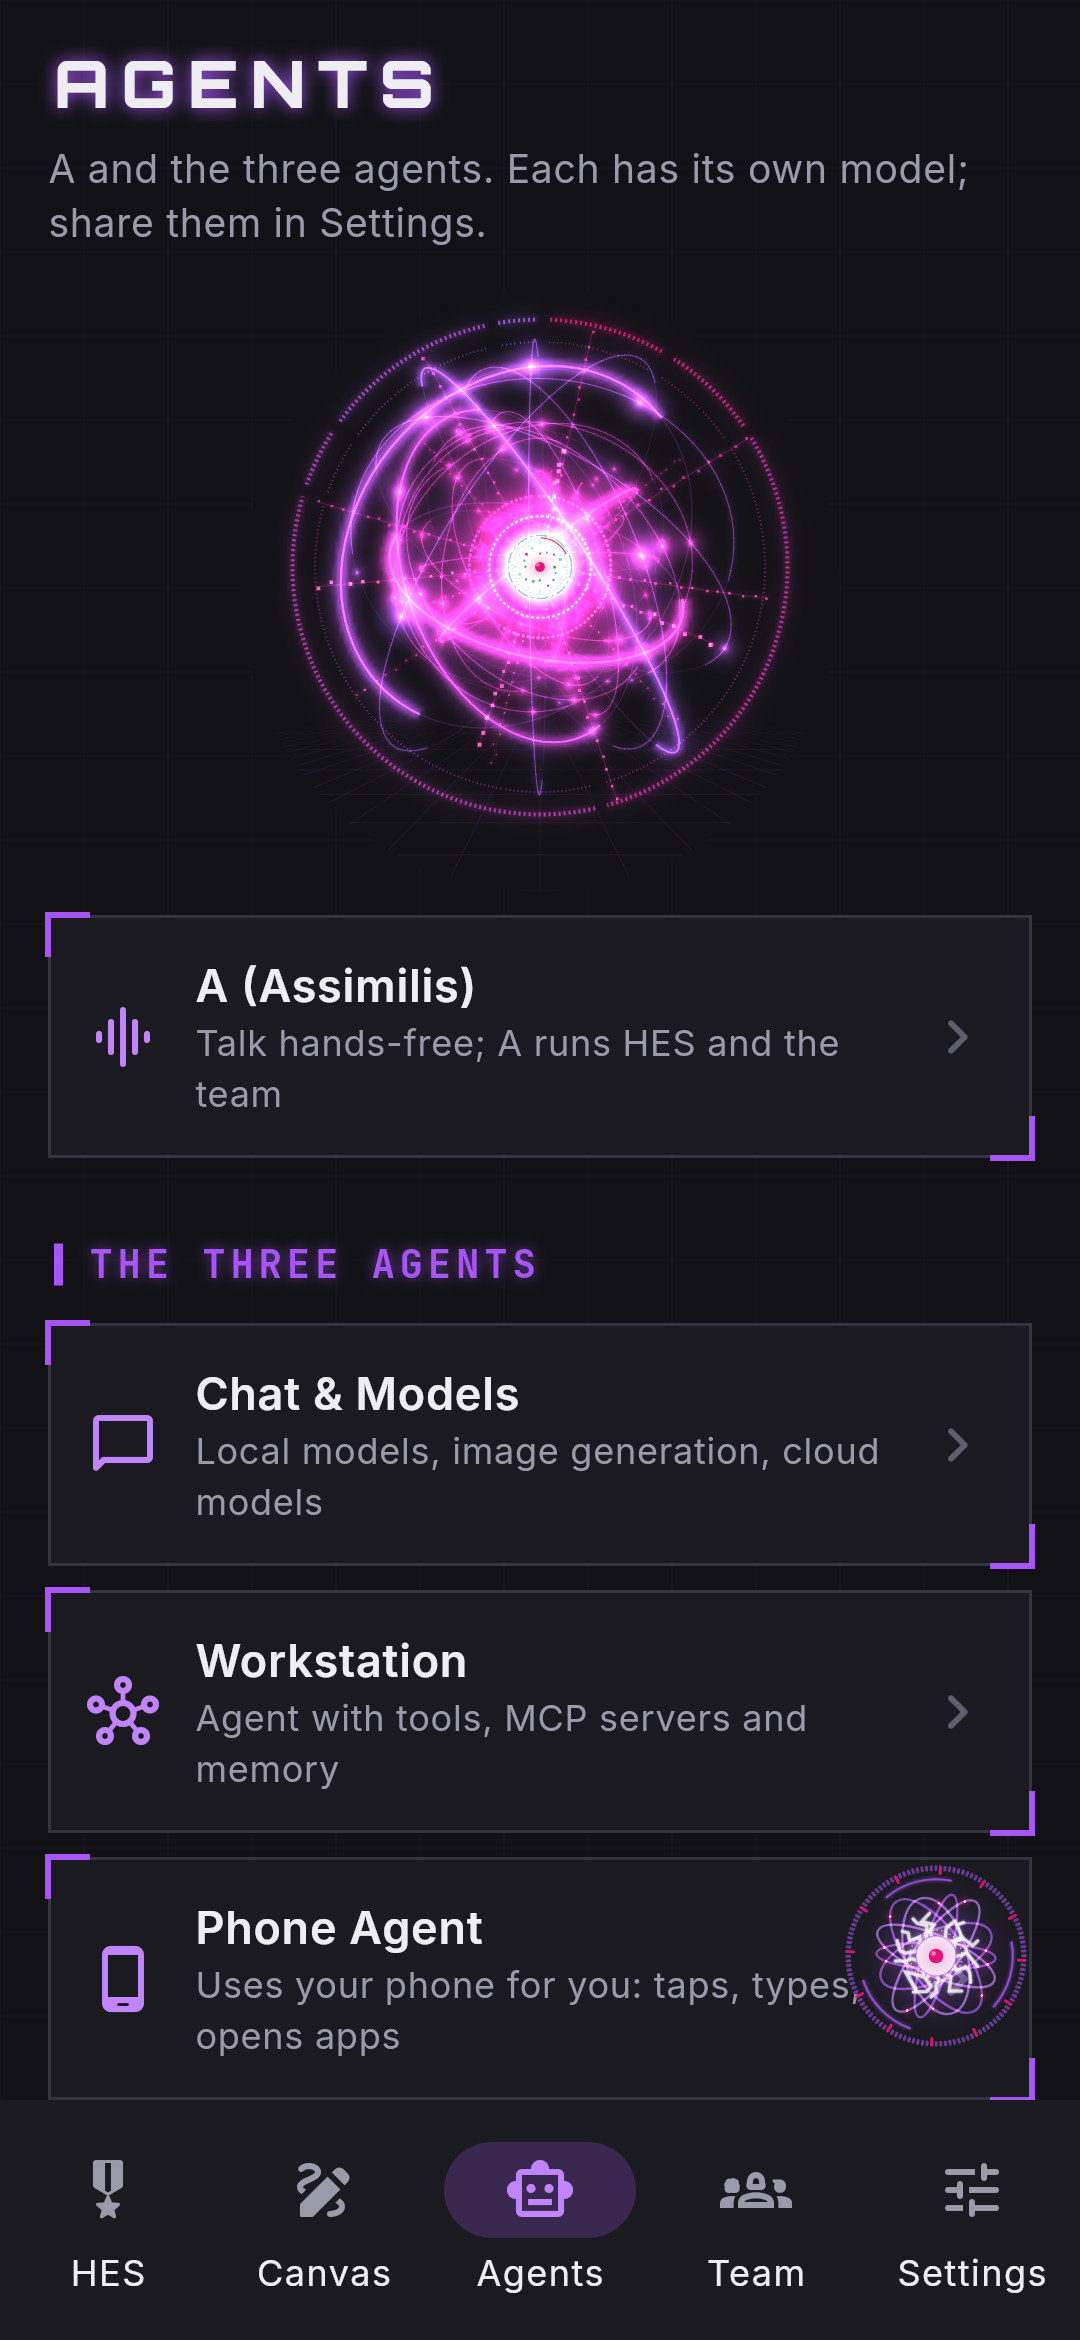 AGENTS
A and the three agents. Each has its own model;
share them in Settings.
A (Assimilis)
Talk hands-free; A runs HES and the
team
THE THREE AGENTS
Chat & Models
Local models, image generation, cloud
models
Workstation
Agent with tools, MCP servers and
memory
Phone Agent
Uses your phone for you: taps, types,
opens apps
HES
Canvas
Agents
Team
Settings